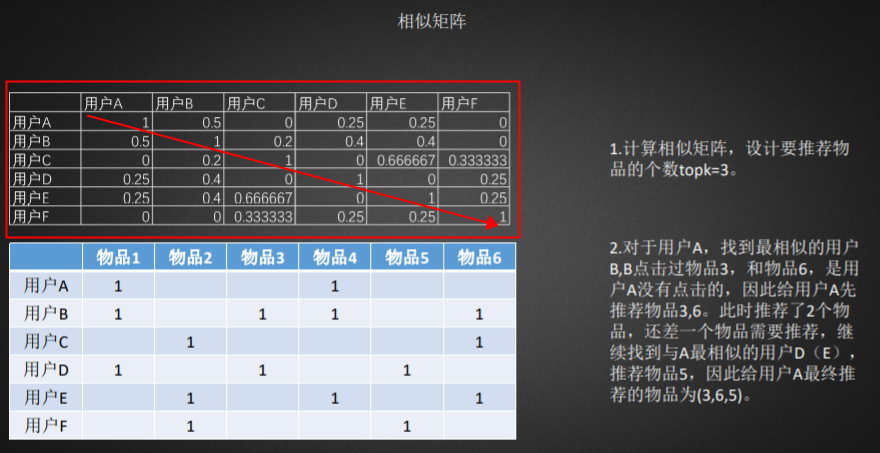 相似矩阵
用户A 用户B 用户C 用户D 用户E 用户F
用户A 1 0.5 0 0.25 0.25 0
用户B 0.5 1 0.2 0.4 0.4 0
用户C 0 0.2 1 0 0.666667 0.333333
用户D 0.25 0.4 0 1 0 0.25
用户E 0.25 0.4 0.666667 0 1 0.25
用户F 0 0 0.333333 0.25 0.25 1
物品1 物品2 物品3 物品4 物品5 物品6
用户A 1 1
用户B 1 1 1 1
用户C 1 1
用户D 1 1 1
用户E 1 1 1
用户F 1 1
1.计算相似矩阵，设计要推荐物
品的个数topk=3。
2.对于用户A，找到最相似的用户
B,B点击过物品3，和物品6，是用
户A没有点击的，因此给用户A先
推荐物品3,6。此时推荐了2个物
品，还差一个物品需要推荐，继
续找到与A最相似的用户D（E），
推荐物品5，因此给用户A最终推
荐的物品为(3,6,5)。